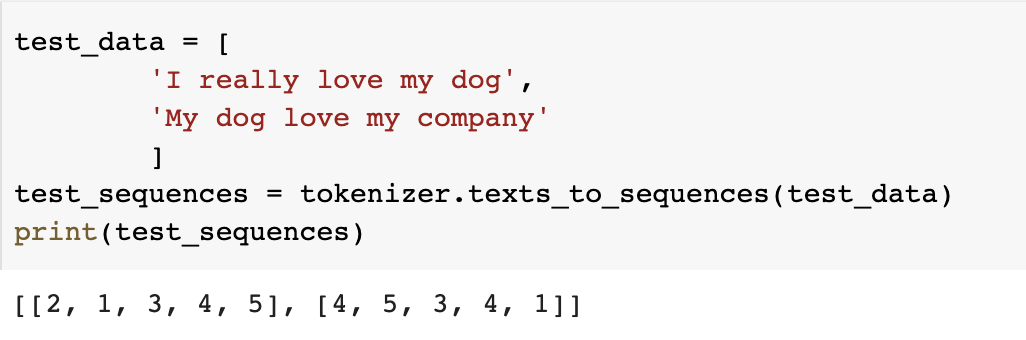 test_data = [
'I really love my dog',
'My dog love my company'
]
test_sequences = tokenizer.texts_to_sequences(test_data)
print(test_sequences)
[[2, 1, 3, 4, 5], [4, 5, 3, 4, 1]]